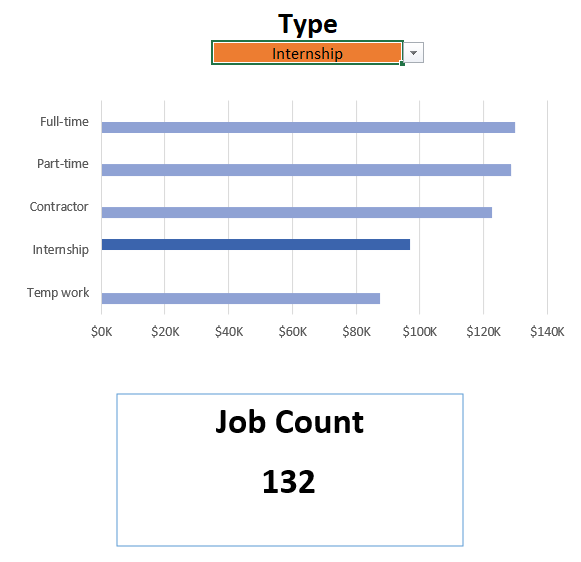 Type
Internship
Full-time
Part-time
Contractor
Internship
Temp work
$0K $20K $40K $60K $80K $100K $120K $140K
Job Count
132